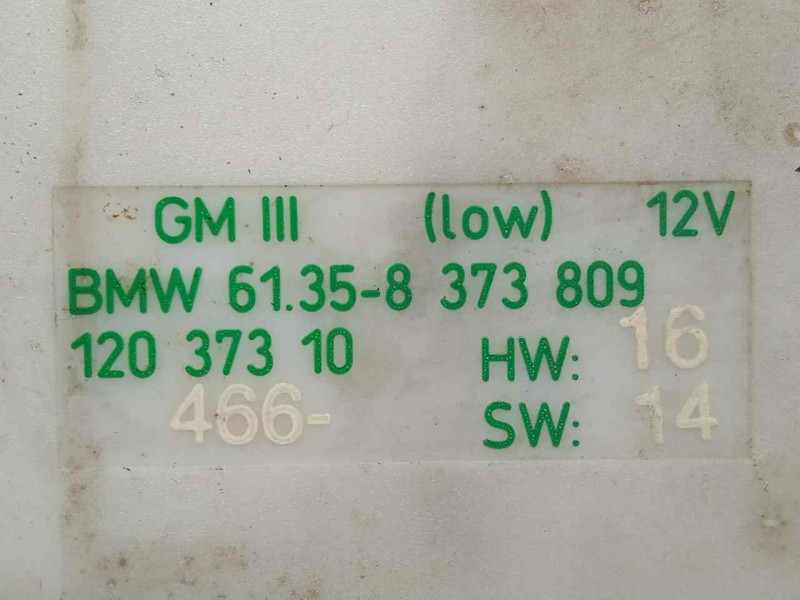 GM III (low) 12V
BMW 61.35-8 373 809
120 373 10 HW: 16
466- SW: 14